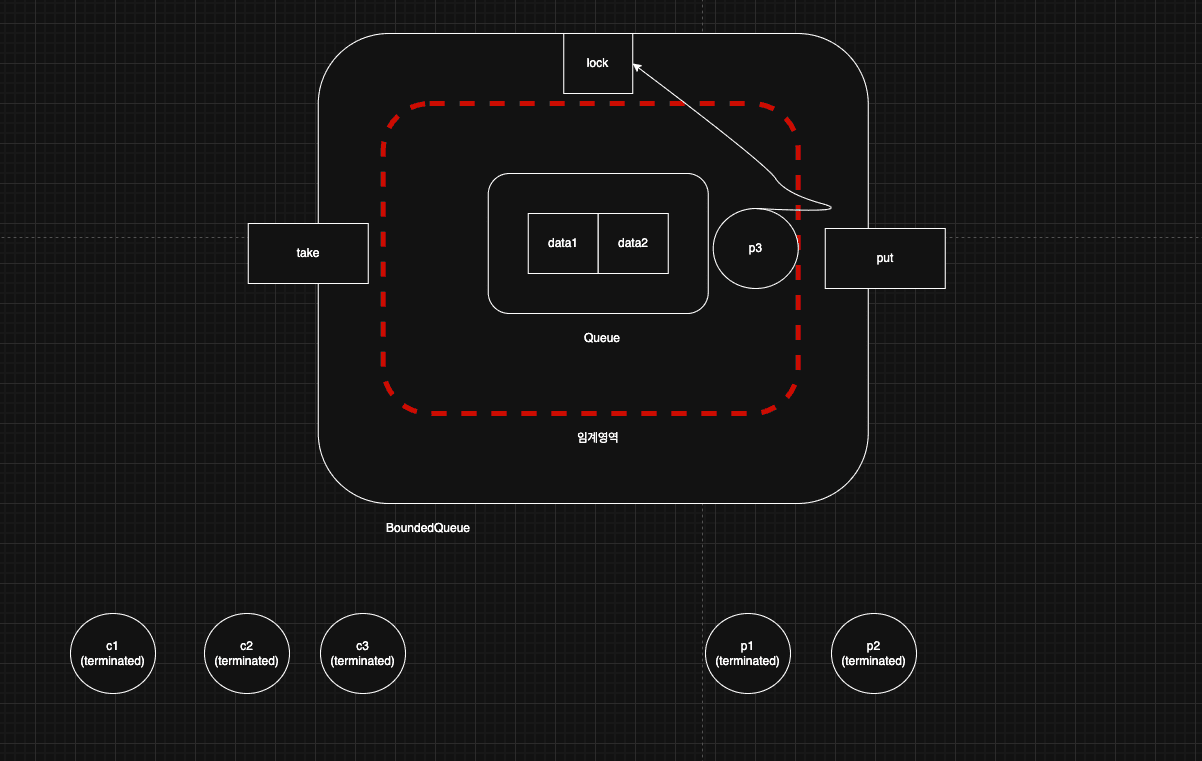 lock
take
data1
data2
p3
put
Queue
임계영역
BoundedQueue
c1
(terminated)
c2
(terminated)
c3
(terminated)
p1
(terminated)
p2
(terminated)